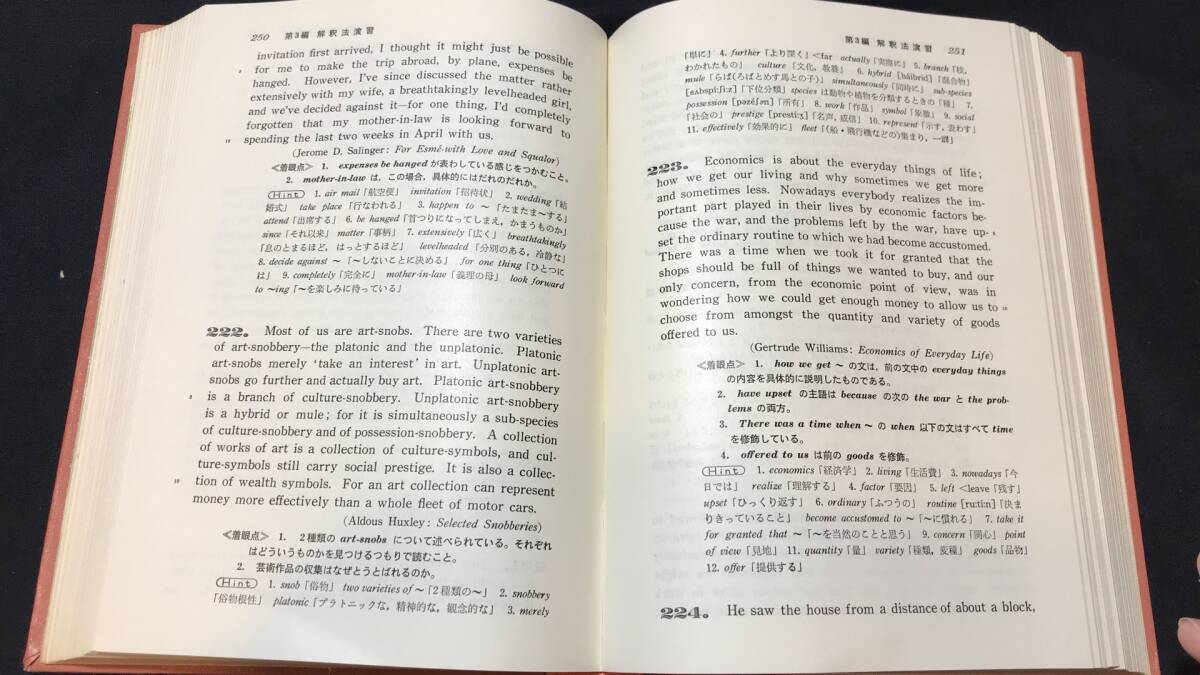 250 第3編 解釈法演習
invitation first arrived, I thought it might just be possible
for me to make the trip abroad, by plane, expenses be
hanged. However, I've since discussed the matter rather
extensively with my wife, a breathtakingly levelheaded girl,
and we've decided against it—for one thing, I'd completely
forgotten that my mother-in-law is looking forward to
10 spending the last two weeks in April with us.
(Jerome D. Salinger: For Esmé-with Love and Squalor)
≪着眼点≫ 1. expenses be hanged が表わしている感じをつかむこと。
2. mother-in-law は，この場合，具体的にはだれのだれか。
Hint 1. air mail「航空便」 invitation「招待状」 2. wedding「結
婚式」 take place「行なわれる」 3. happen to ～「たまたま～する」
attend「出席する」 6. be hanged「首つりになってしまえ，かまうものか」
since「それ以来」 matter「事柄」 7. extensively「広く」 breathtakingly
「息のとまるほど，はっとするほど」 levelheaded「分別のある，冷静な」
8. decide against ～「～しないことに決める」 for one thing「ひとつに
は」 9. completely「完全に」 mother-in-law「義理の母」 look forward
to ～ing「～を楽しみに待っている」
222. Most of us are art-snobs. There are two varieties
of art-snobbery—the platonic and the unplatonic. Platonic
art-snobs merely 'take an interest' in art. Unplatonic art-
snobs go further and actually buy art. Platonic art-snobbery
5 is a branch of culture-snobbery. Unplatonic art-snobbery
is a hybrid or mule; for it is simultaneously a sub-species
of culture-snobbery and of possession-snobbery. A collection
of works of art is a collection of culture-symbols, and cul-
ture-symbols still carry social prestige. It is also a collec-
10 tion of wealth symbols. For an art collection can represent
money more effectively than a whole fleet of motor cars.
(Aldous Huxley: Selected Snobberies)
≪着眼点≫ 1. 2種類の art-snobs について述べられている。それぞれ
はどういうものかを見つけるつもりで読むこと。
2. 芸術作品の収集はなぜとうとばれるのか。
Hint 1. snob「俗物」 two varieties of ～「2種類の～」 2. snobbery
「俗物根性」 platonic「プラトニックな，精神的な，観念的な」 3. merely
第3編 解釈法演習 251
「単に」 4. further「より深く」<far actually「実際に」 5. branch「枝，
わかれたもの」 culture「文化，教養」 6. hybrid [háibrid]「混合物」
mule「らば(ろばとめす馬との子)」 simultaneously「同時に」 sub-species
[sʌbspíːʃiːz]「下位分類」 species は動物や植物を分類するときの「種」 7.
possession [pəzéʃən]「所有」 8. work「作品」 symbol「象徴」 9. social
「社会の」 prestige [prestíːʒ]「名声，威信」 10. represent「示す，表わす」
11. effectively「効果的に」 fleet「(船・飛行機などの)集まり，一群」
223. Economics is about the everyday things of life;
how we get our living and why sometimes we get more
and sometimes less. Nowadays everybody realizes the im-
portant part played in their lives by economic factors be-
cause the war, and the problems left by the war, have up- 5
set the ordinary routine to which we had become accustomed.
There was a time when we took it for granted that the
shops should be full of things we wanted to buy, and our
only concern, from the economic point of view, was in
wondering how we could get enough money to allow us to 10
choose from amongst the quantity and variety of goods
offered to us.
(Gertrude Williams: Economics of Everyday Life)
≪着眼点≫ 1. how we get ～ の文は，前の文中の everyday things
の内容を具体的に説明したものである。
2. have upset の主語は because の次の the war と the prob-
lems の両方。
3. There was a time when ～ の when 以下の文はすべて time
を修飾している。
4. offered to us は前の goods を修飾。
Hint 1. economics「経済学」 2. living「生活費」 3. nowadays「今
日では」 realize「理解する」 4. factor「要因」 5. left <leave「残す」
upset「ひっくり返す」 6. ordinary「ふつうの」 routine [ruːtíːn]「決ま
りきっていること」 become accustomed to ～「～に慣れる」 7. take it
for granted that ～「～を当然のことと思う」 9. concern「関心」 point
of view「見地」 11. quantity「量」 variety「種類，変種」 goods「品物」
12. offer「提供する」
224. He saw the house from a distance of about a block,